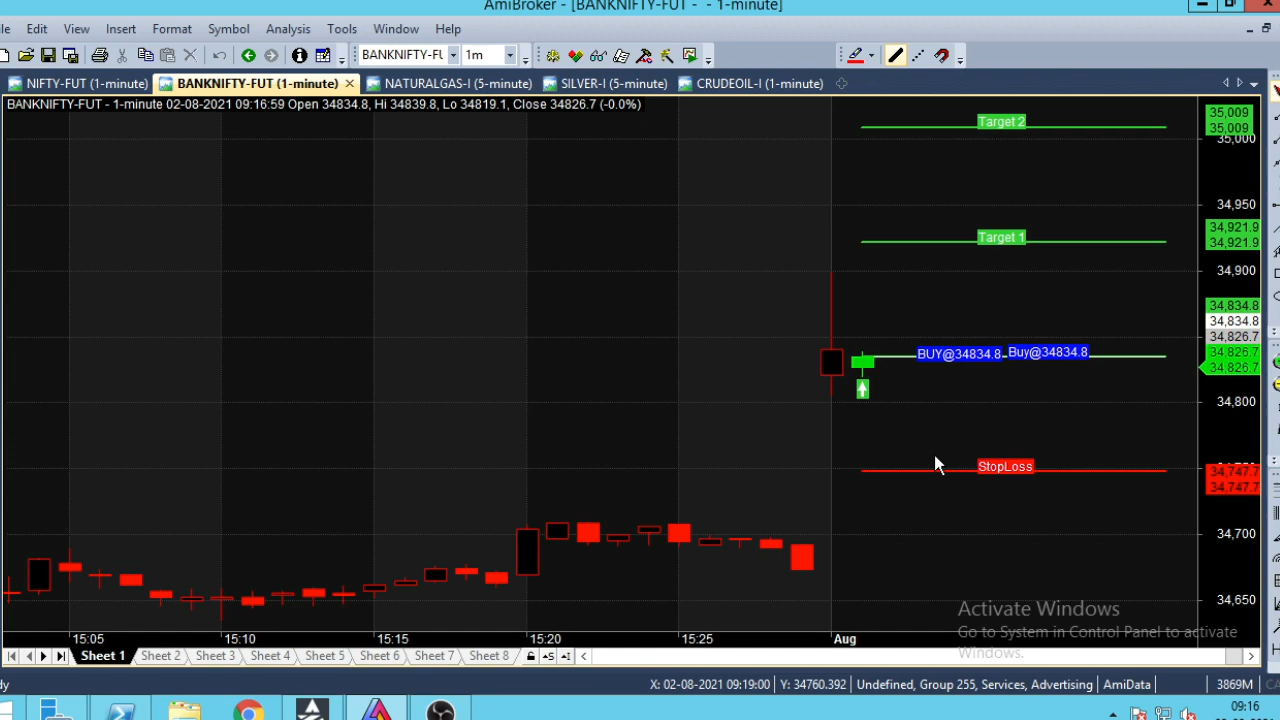 AmiBroker - [BANKNIFTY-FUT - - 1-minute]
Edit View Insert Format Symbol Analysis Tools Window Help
BANKNIFTY-FU 1m
NIFTY-FUT (1-minute) BANKNIFTY-FUT (1-minute) NATURALGAS-I (5-minute) SILVER-I (5-minute) CRUDEOIL-I (1-minute)
BANKNIFTY-FUT - 1-minute 02-08-2021 09:16:59 Open 34834.8, Hi 34839.8, Lo 34819.1, Close 34826.7 (-0.0%)
35,009
Target 2
35,009
35,000
34,950
34,921.9
Target 1
34,921.9
34,900
34,834.8
34,834.8
34,826.7
BUY@34834.8 Buy@34834.8
34,826.7
34,826.7
34,800
StopLoss
34,747.7
34,747.7
34,700
34,650
Activate Windows
Go to System in Control Panel to activate
Windows.
15:05 15:10 15:15 15:20 15:25 Aug
Sheet 1 Sheet 2 Sheet 3 Sheet 4 Sheet 5 Sheet 6 Sheet 7 Sheet 8
X: 02-08-2021 09:19:00 Y: 34760.392 Undefined, Group 255, Services, Advertising AmiData 3869M
09:16